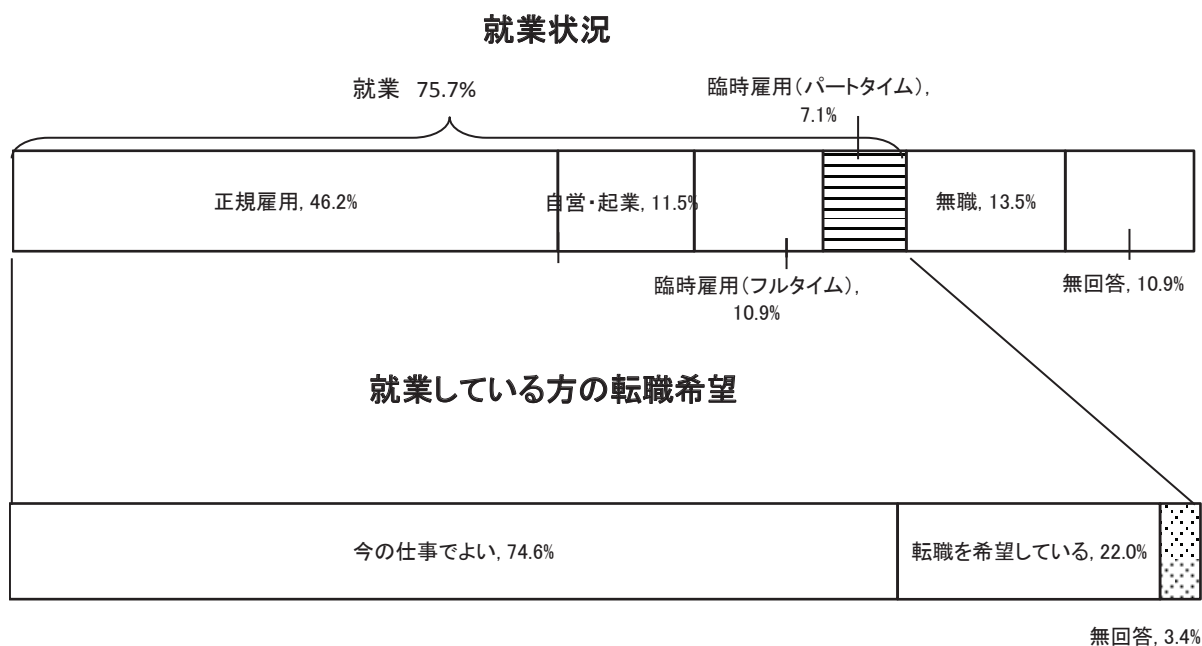 就業状況
就業 75.7%
臨時雇用(パートタイム),
7.1%
正規雇用, 46.2%
自営・起業, 11.5%
無職, 13.5%
臨時雇用(フルタイム),
10.9%
無回答, 10.9%
就業している方の転職希望
今の仕事でよい, 74.6%
転職を希望している, 22.0%
無回答, 3.4%